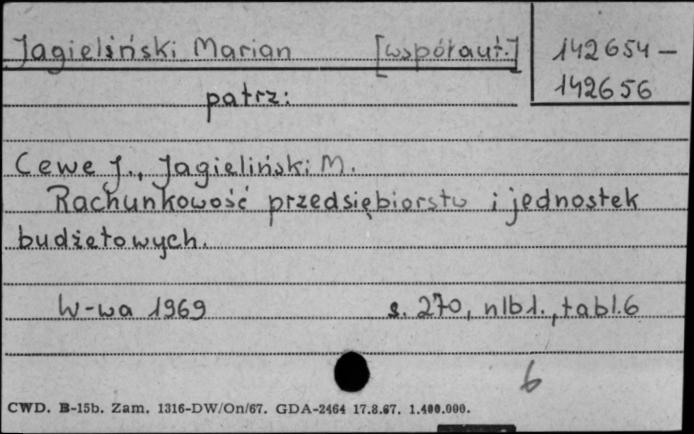 Jagieliński Marian [współaut.] 142654 –
142656
patrz:
Cewe J., Jagieliński M.
Rachunkowość przedsiębiorstw i jednostek
budżetowych.
W-wa 1969 s. 270, nlb 1., tabl. 6
6
CWD. B-15b. Zam. 1316-DW/On/67. GDA-2464 17.8.67. 1.400.000.